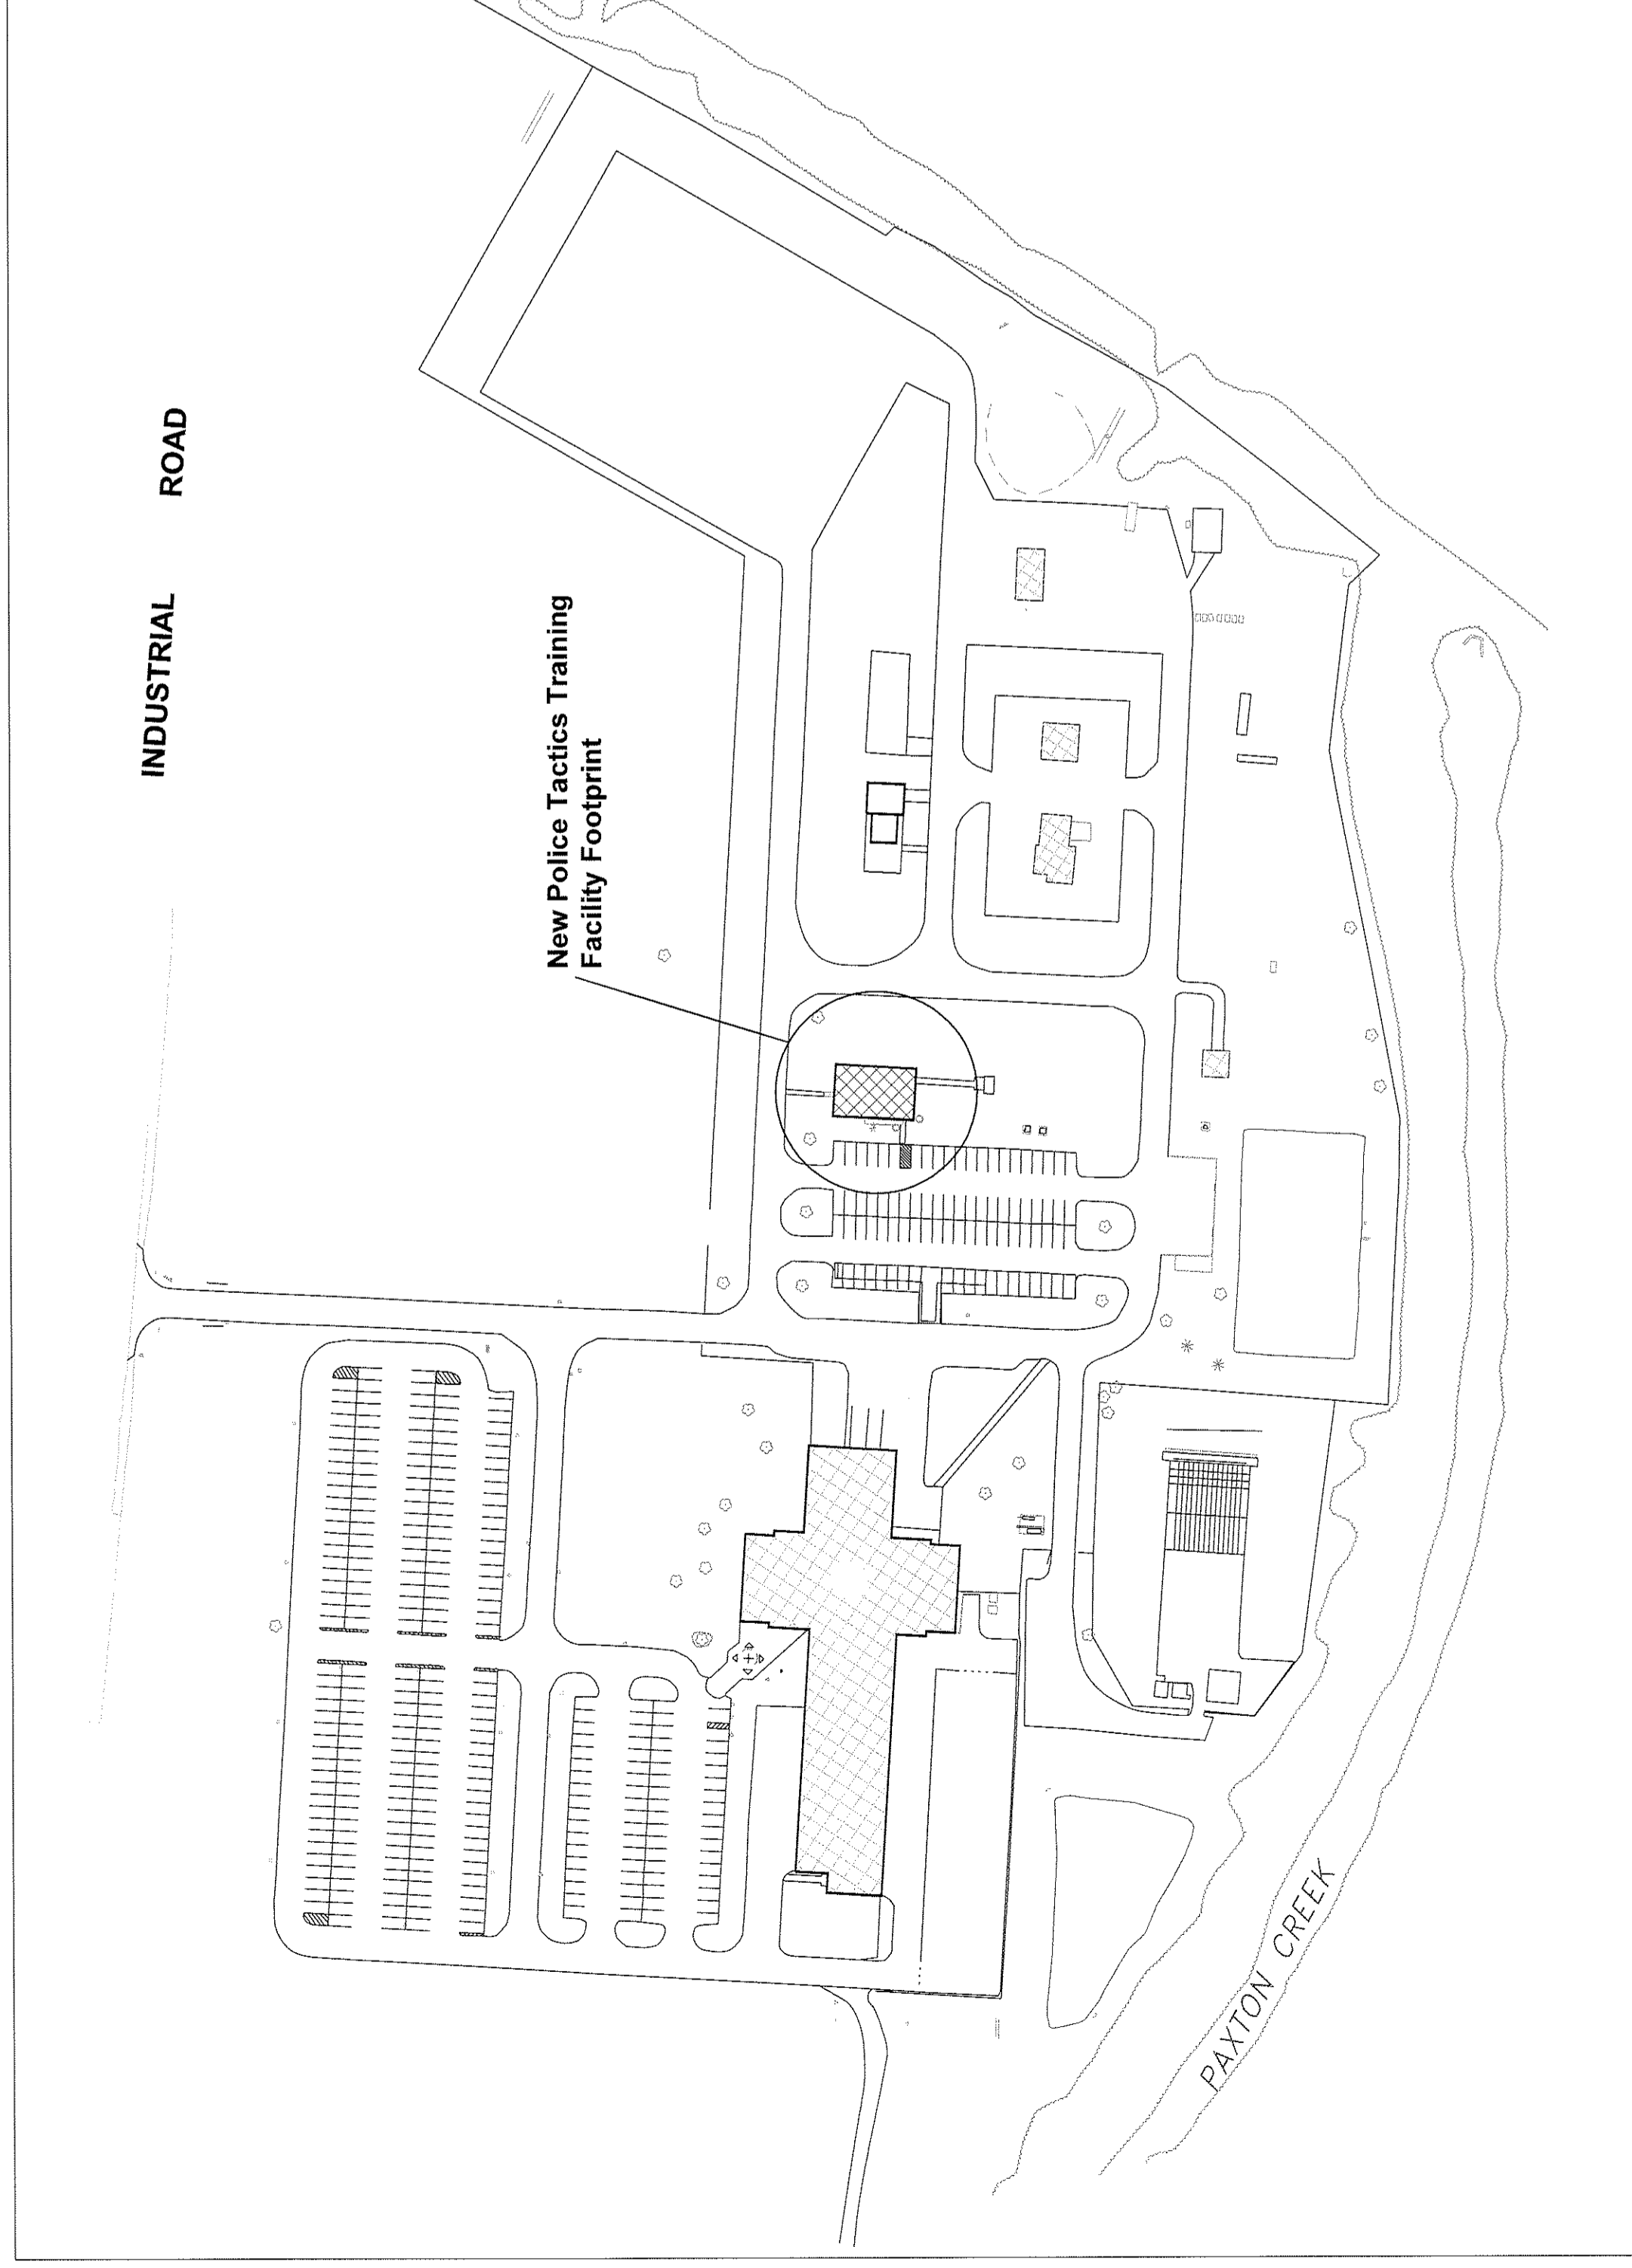 INDUSTRIAL ROAD
New Police Tactics Training
Facility Footprint
PAXTON CREEK